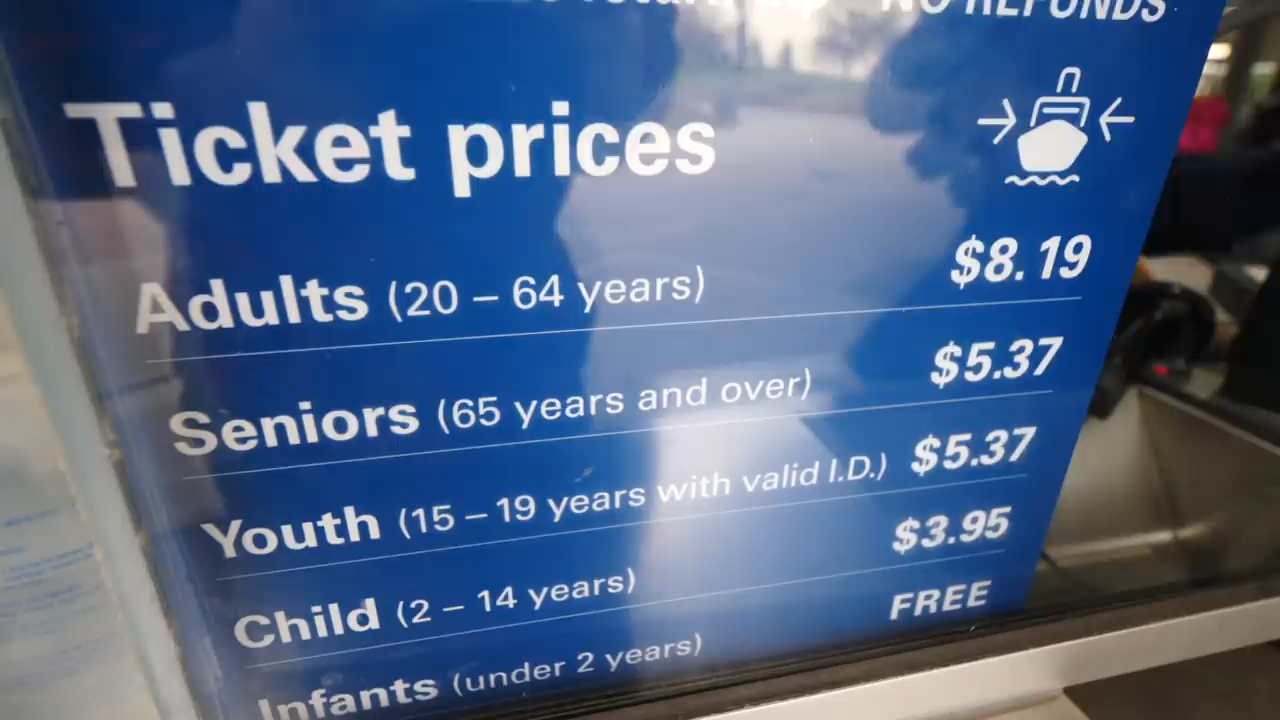 NO REFUNDS
Ticket prices
Adults (20 – 64 years) $8.19
Seniors (65 years and over) $5.37
Youth (15 – 19 years with valid I.D.) $5.37
Child (2 – 14 years) $3.95
Infants (under 2 years) FREE